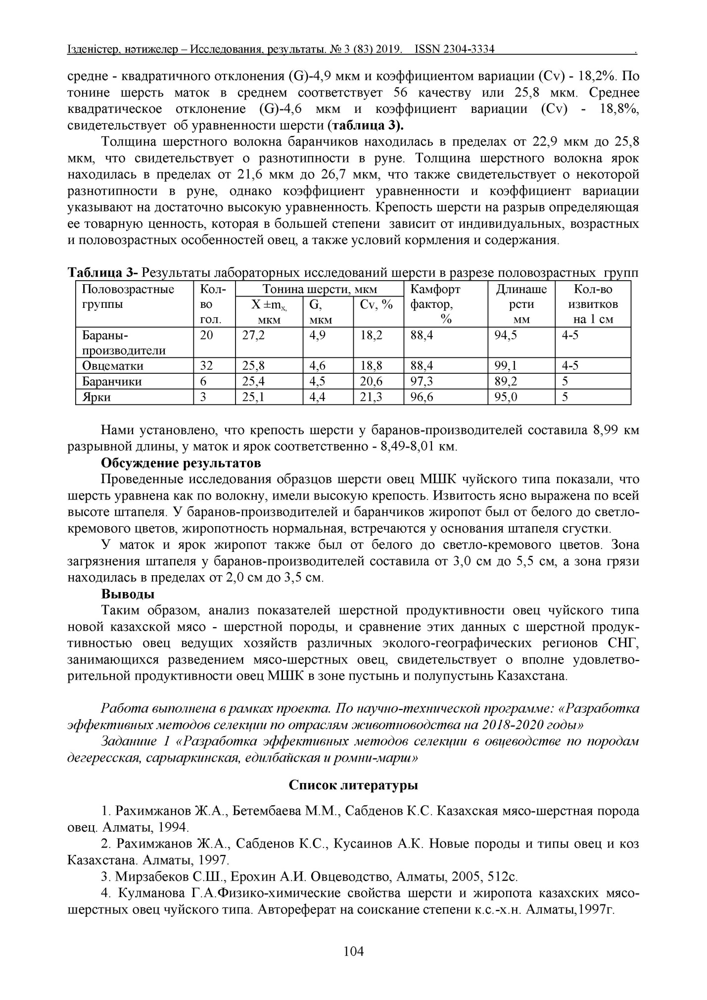 Ізденістер, нәтижелер – Исследования, результаты. № 3 (83) 2019. ISSN 2304-3334 .
средне - квадратичного отклонения (G)-4,9 мкм и коэффициентом вариации (Cv) - 18,2%. По
тонине шерсть маток в среднем соответствует 56 качеству или 25,8 мкм. Среднее
квадратическое отклонение (G)-4,6 мкм и коэффициент вариации (Cv) - 18,8%,
свидетельствует об уравненности шерсти (таблица 3).
Толщина шерстного волокна баранчиков находилась в пределах от 22,9 мкм до 25,8
мкм, что свидетельствует о разнотипности в руне. Толщина шерстного волокна ярок
находилась в пределах от 21,6 мкм до 26,7 мкм, что также свидетельствует о некоторой
разнотипности в руне, однако коэффициент уравненности и коэффициент вариации
указывают на достаточно высокую уравненность. Крепость шерсти на разрыв определяющая
ее товарную ценность, которая в большей степени зависит от индивидуальных, возрастных
и половозрастных особенностей овец, а также условий кормления и содержания.
Таблица 3- Результаты лабораторных исследований шерсти в разрезе половозрастных групп
Половозрастные Кол- Тонина шерсти, мкм Камфорт Длинаше Кол-во
группы во X ±mx, G, Cv, % фактор, рсти извитков
гол. мкм мкм % мм на 1 см
Бараны- 20 27,2 4,9 18,2 88,4 94,5 4-5
производители
Овцематки 32 25,8 4,6 18,8 88,4 99,1 4-5
Баранчики 6 25,4 4,5 20,6 97,3 89,2 5
Ярки 3 25,1 4,4 21,3 96,6 95,0 5
Нами установлено, что крепость шерсти у баранов-производителей составила 8,99 км
разрывной длины, у маток и ярок соответственно - 8,49-8,01 км.
Обсуждение результатов
Проведенные исследования образцов шерсти овец МШК чуйского типа показали, что
шерсть уравнена как по волокну, имели высокую крепость. Извитость ясно выражена по всей
высоте штапеля. У баранов-производителей и баранчиков жиропот был от белого до светло-
кремового цветов, жиропотность нормальная, встречаются у основания штапеля сгустки.
У маток и ярок жиропот также был от белого до светло-кремового цветов. Зона
загрязнения штапеля у баранов-производителей составила от 3,0 см до 5,5 см, а зона грязи
находилась в пределах от 2,0 см до 3,5 см.
Выводы
Таким образом, анализ показателей шерстной продуктивности овец чуйского типа
новой казахской мясо - шерстной породы, и сравнение этих данных с шерстной продук-
тивностью овец ведущих хозяйств различных эколого-географических регионов СНГ,
занимающихся разведением мясо-шерстных овец, свидетельствует о вполне удовлетво-
рительной продуктивности овец МШК в зоне пустынь и полупустынь Казахстана.
Работа выполнена в рамках проекта. По научно-технической программе: «Разработка
эффективных методов селекции по отраслям животноводства на 2018-2020 годы»
Заданиие 1 «Разработка эффективных методов селекции в овцеводстве по породам
дегересская, сарыаркинская, едилбайская и ромни-марш»
Список литературы
1. Рахимжанов Ж.А., Бетембаева М.М., Сабденов К.С. Казахская мясо-шерстная порода
овец. Алматы, 1994.
2. Рахимжанов Ж.А., Сабденов К.С., Кусаинов А.К. Новые породы и типы овец и коз
Казахстана. Алматы, 1997.
3. Мирзабеков С.Ш., Ерохин А.И. Овцеводство, Алматы, 2005, 512с.
4. Кулманова Г.А.Физико-химические свойства шерсти и жиропота казахских мясо-
шерстных овец чуйского типа. Автореферат на соискание степени к.с.-х.н. Алматы,1997г.
104